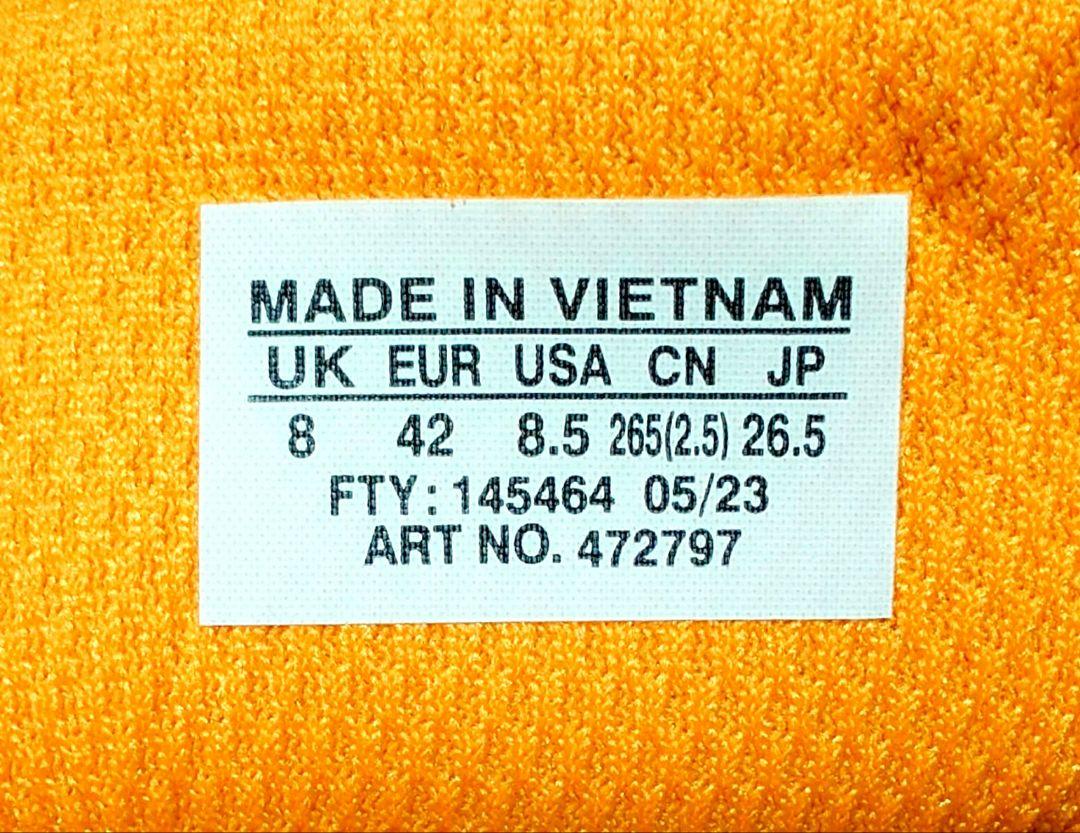 MADE IN VIETNAM
UK EUR USA CN JP
8 42 8.5 265(2.5) 26.5
FTY: 145464 05/23
ART NO. 472797